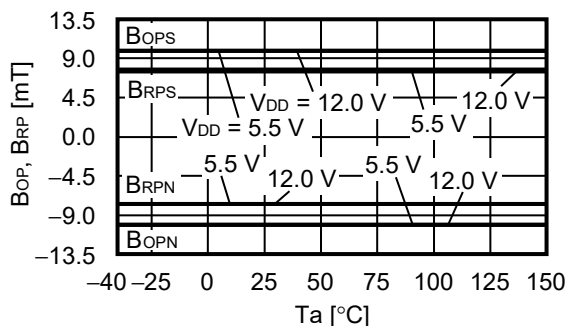 13.5
BOPS
9.0
BRPS
4.5
VDD = 12.0 V
12.0 V
0.0
VDD = 5.5 V
5.5 V
BOP, BRP [mT]
5.5 V
5.5 V
−4.5
BRPN
12.0 V
12.0 V
−9.0
BOPN
−13.5
−40 −25 0 25 50 75 100 125 150
Ta [°C]